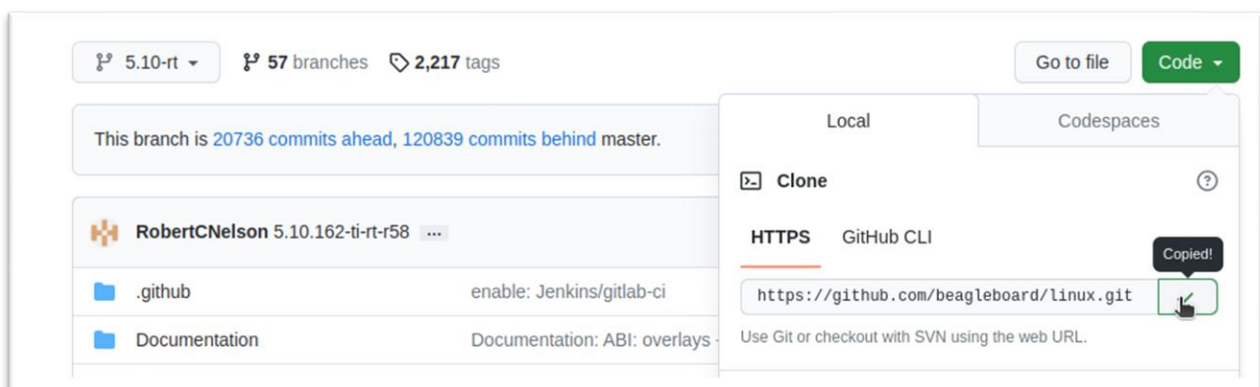 5.10-rt 57 branches 2,217 tags Go to file Code
This branch is 20736 commits ahead, 120839 commits behind master.
RobertCNelson 5.10.162-ti-rt-r58 ...
.github enable: Jenkins/gitlab-ci
Documentation Documentation: ABI: overlays -
Local Codespaces
Clone
HTTPS GitHub CLI
Copied!
https://github.com/beagleboard/linux.git
Use Git or checkout with SVN using the web URL.